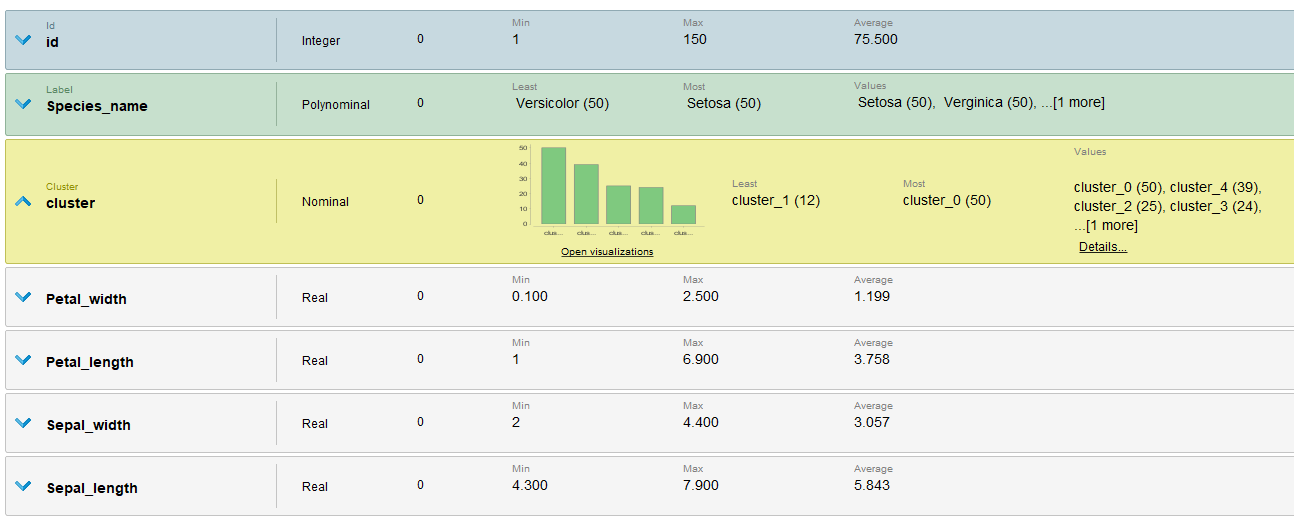 Id
id
Integer
0
Min
1
Max
150
Average
75.500
Label
Species_name
Polynominal
0
Least
Versicolor (50)
Most
Setosa (50)
Values
Setosa (50), Verginica (50), ...[1 more]
Cluster
cluster
Nominal
0
50
40
30
20
10
0
clus... clus... clus... clus... clus...
Open visualizations
Least
cluster_1 (12)
Most
cluster_0 (50)
Values
cluster_0 (50), cluster_4 (39),
cluster_2 (25), cluster_3 (24),
...[1 more]
Details...
Petal_width
Real
0
Min
0.100
Max
2.500
Average
1.199
Petal_length
Real
0
Min
1
Max
6.900
Average
3.758
Sepal_width
Real
0
Min
2
Max
4.400
Average
3.057
Sepal_length
Real
0
Min
4.300
Max
7.900
Average
5.843